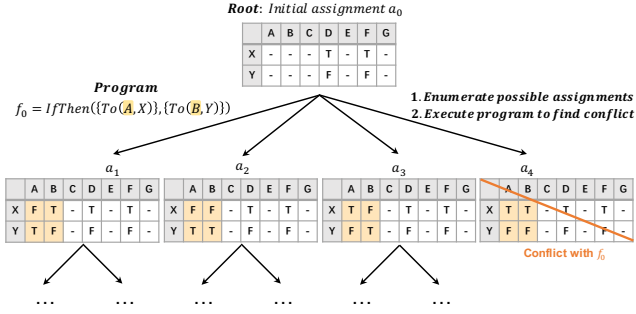 Root: Initial assignment a₀
A B C D E F G
X - - - T - T -
Y - - - F - F -
Program
f₀ = IfThen({To(A,X)},{To(B,Y)})
1. Enumerate possible assignments
2. Execute program to find conflict
a₁ a₂ a₃ a₄
A B C D E F G A B C D E F G A B C D E F G A B C D E F G
X F T - T - T - X F F - T - T - X T F - T - T - X T T - T - T -
Y T F - F - F - Y T T - F - F - Y F T - F - F - Y F F - F - F -
Conflict with f₀
... ... ... ... ... ...